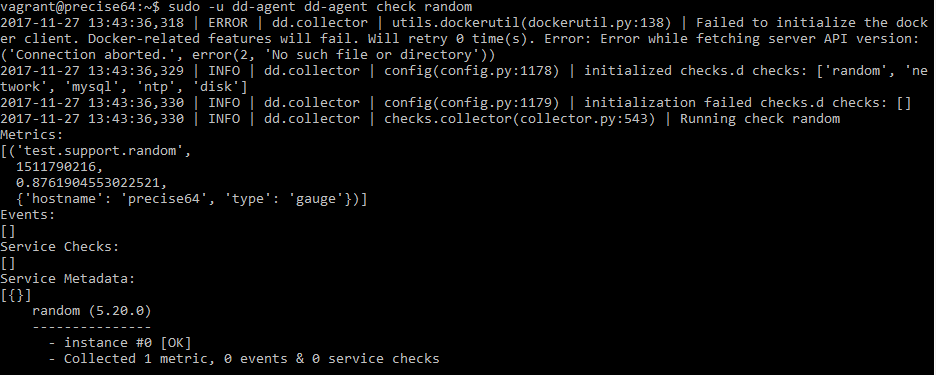 vagrant@precise64:~$ sudo -u dd-agent dd-agent check random
2017-11-27 13:43:36,318 | ERROR | dd.collector | utils.dockerutil(dockerutil.py:138) | Failed to initialize the dock
er client. Docker-related features will fail. Will retry 0 time(s). Error: Error while fetching server API version:
('Connection aborted.', error(2, 'No such file or directory'))
2017-11-27 13:43:36,329 | INFO | dd.collector | config(config.py:1178) | initialized checks.d checks: ['random', 'ne
twork', 'mysql', 'ntp', 'disk']
2017-11-27 13:43:36,330 | INFO | dd.collector | config(config.py:1179) | initialization failed checks.d checks: []
2017-11-27 13:43:36,330 | INFO | dd.collector | checks.collector(collector.py:543) | Running check random
Metrics:
[('test.support.random',
  1511790216,
  0.8761904553022521,
  {'hostname': 'precise64', 'type': 'gauge'})]
Events:
[]
Service Checks:
[]
Service Metadata:
[{}]
    random (5.20.0)
    ---------------
      - instance #0 [OK]
      - Collected 1 metric, 0 events & 0 service checks